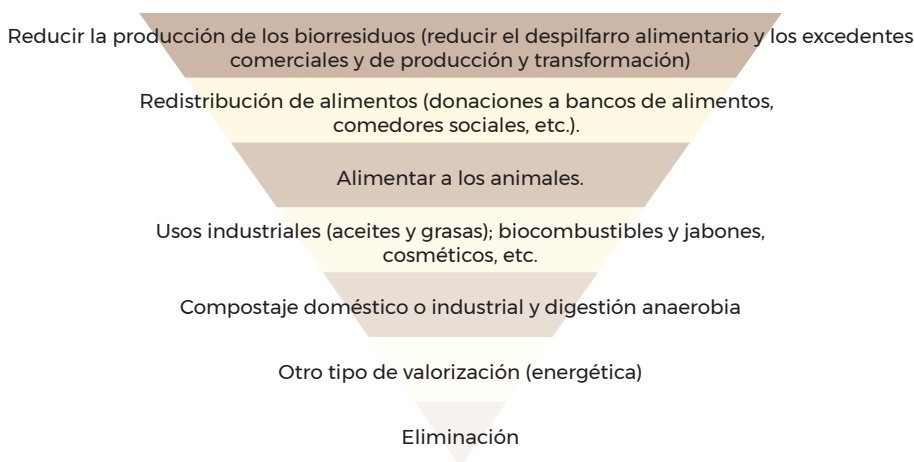 Reducir la producción de los biorresiduos (reducir el despilfarro alimentario y los excedentes
comerciales y de producción y transformación)
Redistribución de alimentos (donaciones a bancos de alimentos,
comedores sociales, etc.).
Alimentar a los animales.
Usos industriales (aceites y grasas); biocombustibles y jabones,
cosméticos, etc.
Compostaje doméstico o industrial y digestión anaerobia
Otro tipo de valorización (energética)
Eliminación